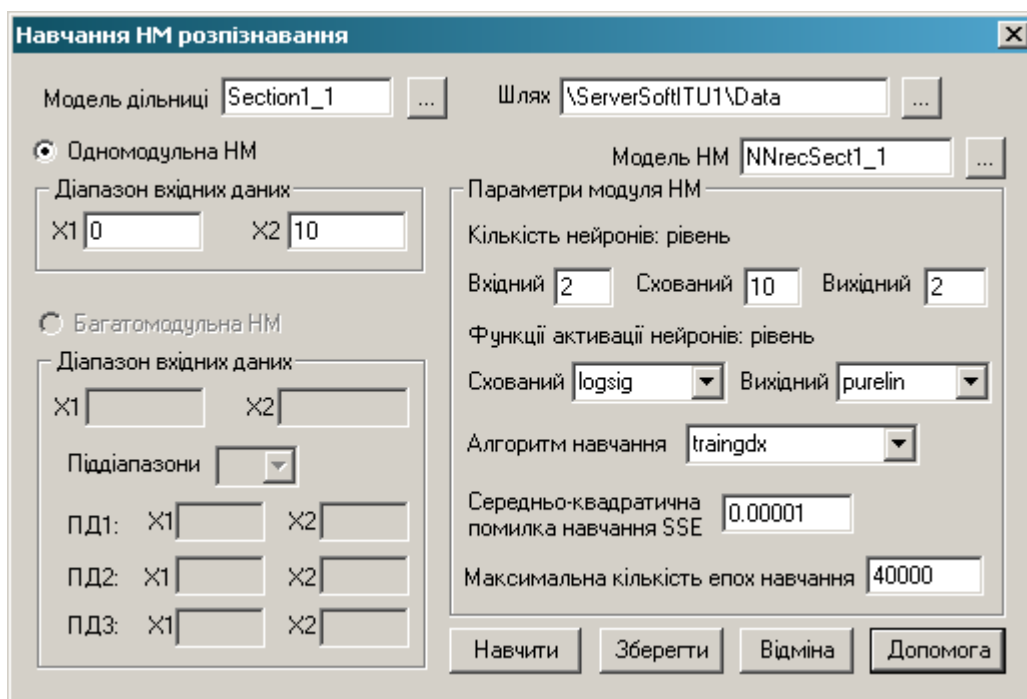 Навчання НМ розпізнавання
Модель дільниці Section1_1 ... Шлях \ServerSoftITU1\Data ...
Одномодульна НМ
Модель НМ NNrecSect1_1 ...
Діапазон вхідних даних
X1 0 X2 10
Багатомодульна НМ
Діапазон вхідних даних
X1 X2
Піддіапазони
ПД1: X1 X2
ПД2: X1 X2
ПД3: X1 X2
Параметри модуля НМ
Кількість нейронів: рівень
Вхідний 2 Схований 10 Вихідний 2
Функції активації нейронів: рівень
Схований logsig Вихідний purelin
Алгоритм навчання traingdx
Середньо-квадратична
помилка навчання SSE 0.00001
Максимальна кількість епох навчання 40000
Навчити Зберегти Відміна Допомога